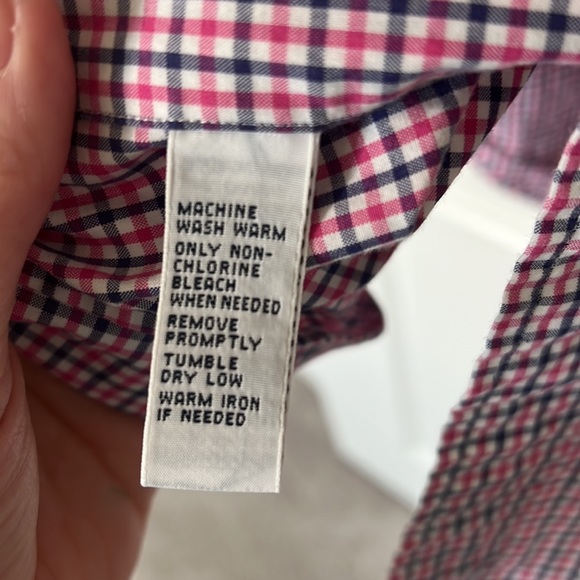 MACHINE
WASH WARM
ONLY NON-
CHLORINE
BLEACH
WHEN NEEDED
REMOVE
PROMPTLY
TUMBLE
DRY LOW
WARM IRON
IF NEEDED